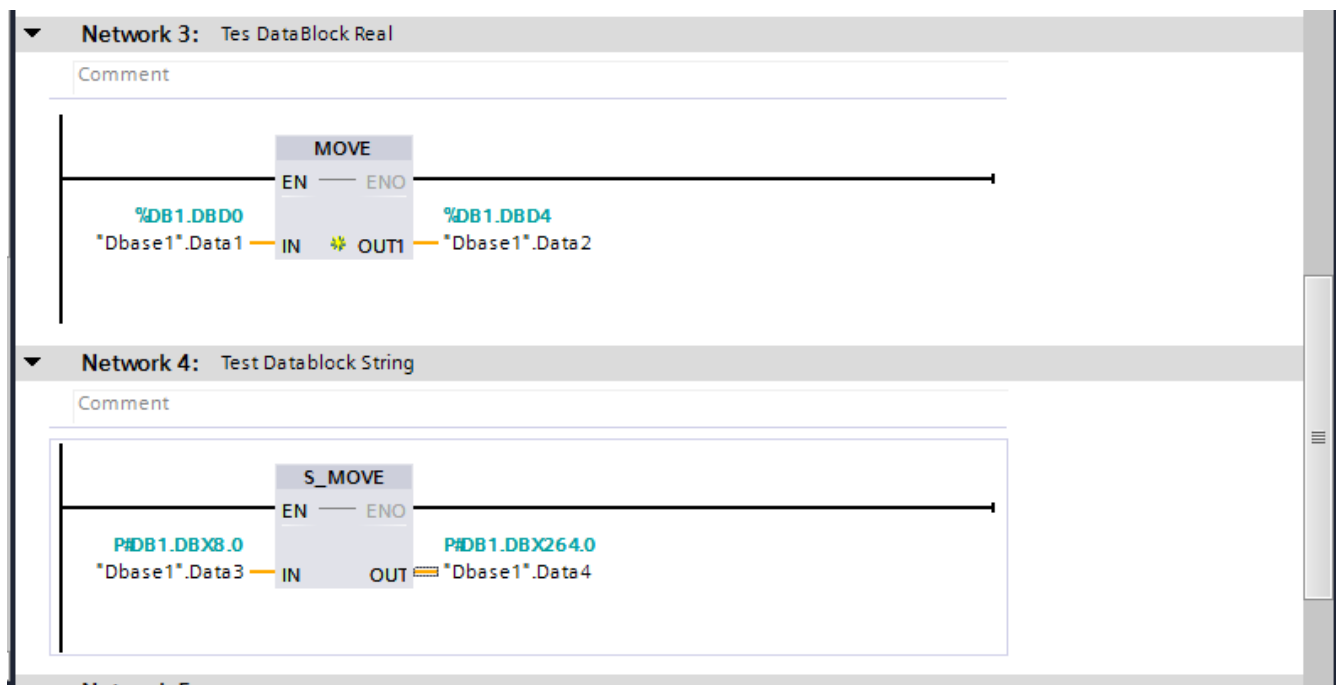 Network 3: Tes DataBlock Real
Comment
MOVE
EN ENO
%DB1.DBD0 %DB1.DBD4
"Dbase1".Data1 IN OUT1 "Dbase1".Data2
Network 4: Test Datablock String
Comment
S_MOVE
EN ENO
P#DB1.DBX8.0 P#DB1.DBX264.0
"Dbase1".Data3 IN OUT "Dbase1".Data4